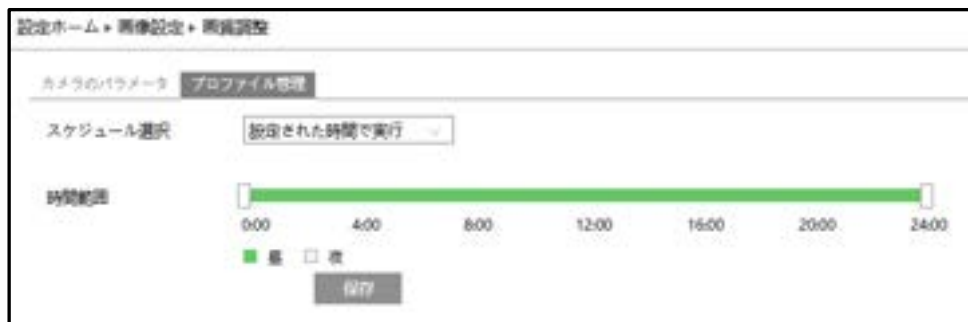 設定ホーム▸画像設定▸画質調整
カメラのパラメータ プロファイル管理
スケジュール選択 設定された時間で実行
時間範囲
0:00 4:00 8:00 12:00 16:00 20:00 24:00
昼 夜
保存